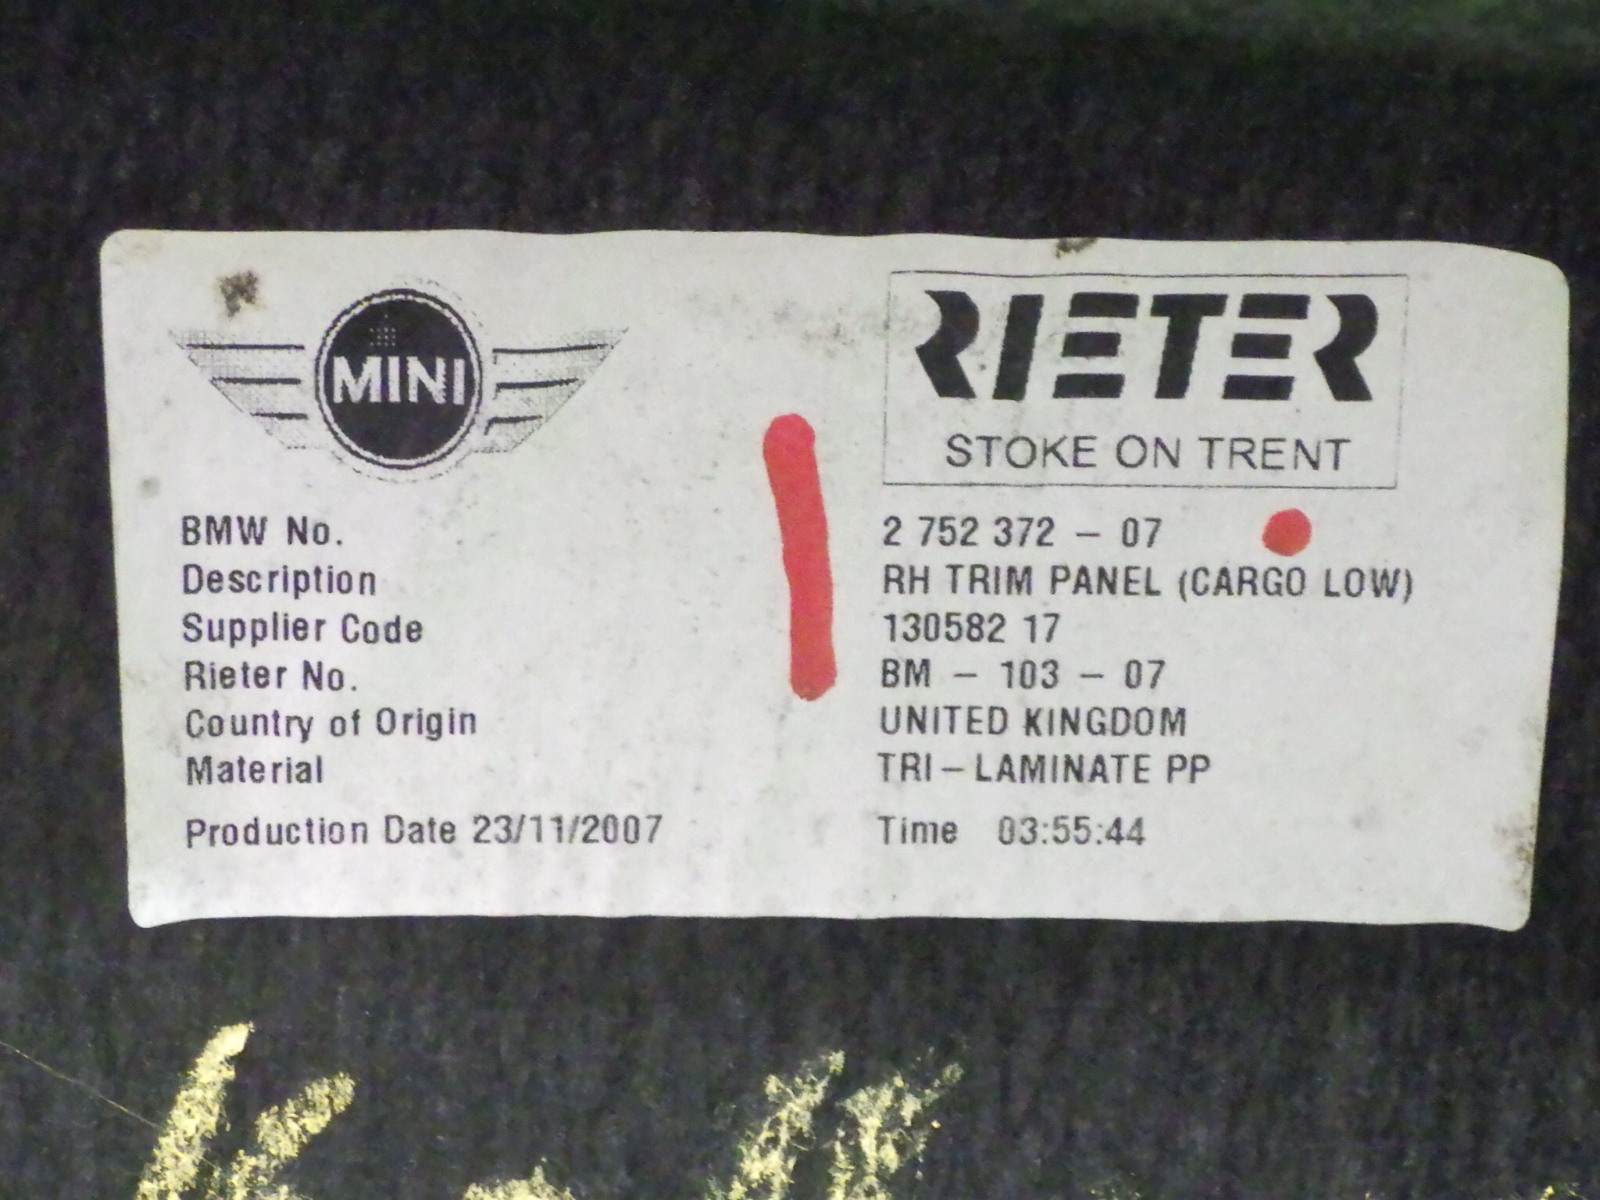 MINI
RIETER
STOKE ON TRENT
BMW No. 2 752 372 – 07
Description RH TRIM PANEL (CARGO LOW)
Supplier Code 130582 17
Rieter No. BM – 103 – 07
Country of Origin UNITED KINGDOM
Material TRI – LAMINATE PP
Production Date 23/11/2007 Time 03:55:44